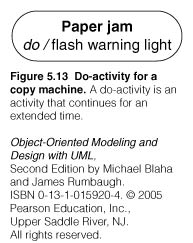 Paper jam
do / flash warning light
Figure 5.13 Do-activity for a
copy machine. A do-activity is an
activity that continues for an
extended time.
Object-Oriented Modeling and
Design with UML,
Second Edition by Michael Blaha
and James Rumbaugh.
ISBN 0-13-1-015920-4. © 2005
Pearson Education, Inc.,
Upper Saddle River, NJ.
All rights reserved.